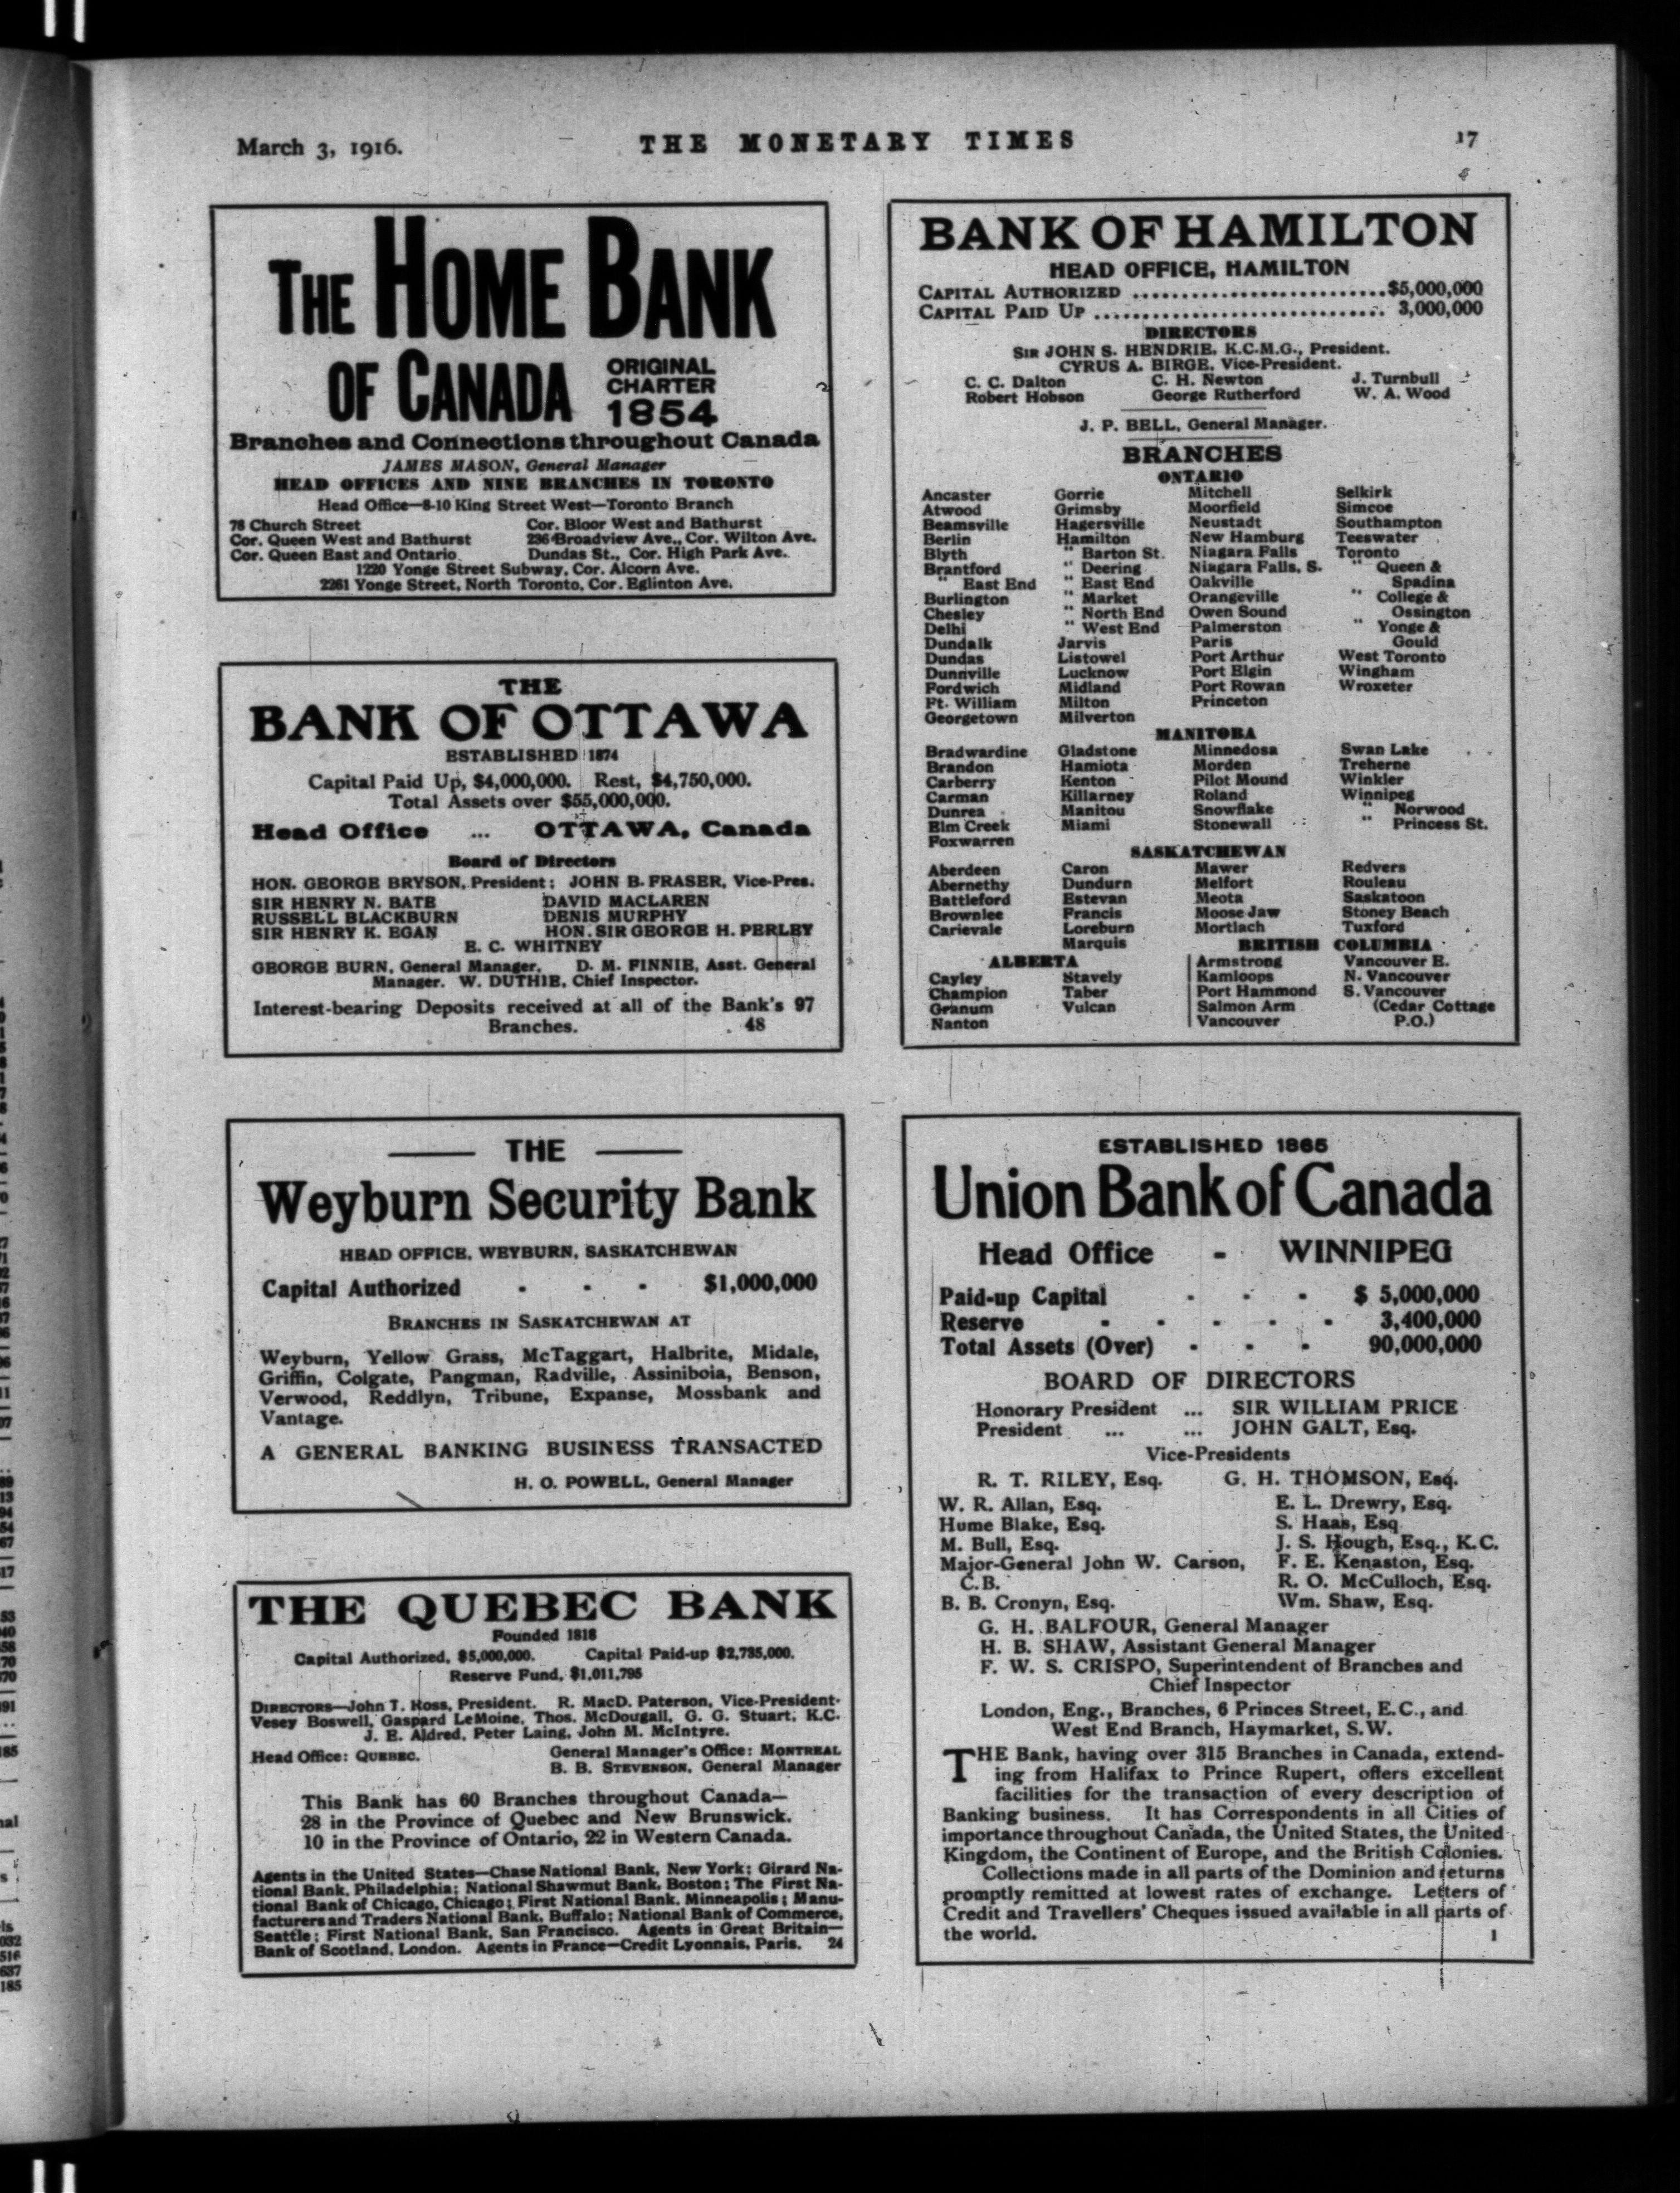 March 3, 1916.
THE MONETARY TIMES
17
THE HOME BANK
OF CANADA
ORIGINAL
CHARTER
1854
Branches and Connections throughout Canada
JAMES MASON, General Manager
HEAD OFFICES AND NINE BRANCHES IN TORONTO
Head Office—8-10 King Street West—Toronto Branch
78 Church Street Cor. Bloor West and Bathurst
Cor. Queen West and Bathurst 236 Broadview Ave., Cor. Wilton Ave.
Cor. Queen East and Ontario Dundas St., Cor. High Park Ave.
1220 Yonge Street Subway, Cor. Alcorn Ave.
2261 Yonge Street, North Toronto, Cor. Eglinton Ave.
THE
BANK OF OTTAWA
ESTABLISHED 1874
Capital Paid Up, $4,000,000. Rest, $4,750,000.
Total Assets over $55,000,000.
Head Office ... OTTAWA, Canada
Board of Directors
HON. GEORGE BRYSON, President; JOHN B. FRASER, Vice-Pres.
SIR HENRY N. BATE DAVID MACLAREN
RUSSELL BLACKBURN DENIS MURPHY
SIR HENRY K. EGAN HON. SIR GEORGE H. PERLEY
E. C. WHITNEY
GEORGE BURN, General Manager. D. M. FINNIE, Asst. General
Manager. W. DUTHIE, Chief Inspector.
Interest-bearing Deposits received at all of the Bank's 97
Branches. 48
THE
Weyburn Security Bank
HEAD OFFICE, WEYBURN, SASKATCHEWAN
Capital Authorized - - - $1,000,000
BRANCHES IN SASKATCHEWAN AT
Weyburn, Yellow Grass, McTaggart, Halbrite, Midale,
Griffin, Colgate, Pangman, Radville, Assiniboia, Benson,
Verwood, Reddlyn, Tribune, Expanse, Mossbank and
Vantage.
A GENERAL BANKING BUSINESS TRANSACTED
H. O. POWELL, General Manager
THE QUEBEC BANK
Founded 1818
Capital Authorized, $5,000,000. Capital Paid-up $2,735,000.
Reserve Fund, $1,011,795
DIRECTORS—John T. Ross, President. R. MacD. Paterson, Vice-President.
Vesey Boswell, Gaspard LeMoine, Thos. McDougall, G. G. Stuart, K.C.
J. E. Aldred, Peter Laing, John M. McIntyre.
Head Office: QUEBEC. General Manager's Office: MONTREAL
B. B. STEVENSON, General Manager
This Bank has 60 Branches throughout Canada—
28 in the Province of Quebec and New Brunswick.
10 in the Province of Ontario, 22 in Western Canada.
Agents in the United States—Chase National Bank, New York; Girard Na-
tional Bank, Philadelphia; National Shawmut Bank, Boston; The First Na-
tional Bank of Chicago, Chicago; First National Bank, Minneapolis; Manu-
facturers and Traders National Bank, Buffalo; National Bank of Commerce,
Seattle; First National Bank, San Francisco. Agents in Great Britain—
Bank of Scotland, London. Agents in France—Credit Lyonnais, Paris. 24
BANK OF HAMILTON
HEAD OFFICE, HAMILTON
CAPITAL AUTHORIZED ..........................$5,000,000
CAPITAL PAID UP .............................. 3,000,000
DIRECTORS
SIR JOHN S. HENDRIE, K.C.M.G., President.
CYRUS A. BIRGE, Vice-President.
C. C. Dalton C. H. Newton J. Turnbull
Robert Hobson George Rutherford W. A. Wood
J. P. BELL, General Manager.
BRANCHES
ONTARIO
Ancaster Gorrie Mitchell Selkirk
Atwood Grimsby Moorfield Simcoe
Beamsville Hagersville Neustadt Southampton
Berlin Hamilton New Hamburg Teeswater
Blyth " Barton St. Niagara Falls Toronto
Brantford " Deering Niagara Falls, S. " Queen &
" East End " East End Oakville Spadina
Burlington " Market Orangeville " College &
Chesley " North End Owen Sound Ossington
Delhi " West End Palmerston " Yonge &
Dundalk Jarvis Paris Gould
Dundas Listowel Port Arthur West Toronto
Dunnville Lucknow Port Elgin Wingham
Fordwich Midland Port Rowan Wroxeter
Ft. William Milton Princeton
Georgetown Milverton
MANITOBA
Bradwardine Gladstone Minnedosa Swan Lake
Brandon Hamiota Morden Treherne
Carberry Kenton Pilot Mound Winkler
Carman Killarney Roland Winnipeg
Dunrea Manitou Snowflake " Norwood
Elm Creek Miami Stonewall " Princess St.
Foxwarren
SASKATCHEWAN
Aberdeen Caron Mawer Redvers
Abernethy Dundurn Melfort Rouleau
Battleford Estevan Meota Saskatoon
Brownlee Francis Moose Jaw Stoney Beach
Carievale Loreburn Mortlach Tuxford
Marquis
ALBERTA
Cayley Stavely
Champion Taber
Granum Vulcan
Nanton
BRITISH COLUMBIA
Armstrong Vancouver E.
Kamloops N. Vancouver
Port Hammond S. Vancouver
Salmon Arm (Cedar Cottage
Vancouver P.O.)
ESTABLISHED 1865
Union Bank of Canada
Head Office - WINNIPEG
Paid-up Capital - - - $ 5,000,000
Reserve - - - - - 3,400,000
Total Assets (Over) - - - 90,000,000
BOARD OF DIRECTORS
Honorary President ... SIR WILLIAM PRICE
President ... ... JOHN GALT, Esq.
Vice-Presidents
R. T. RILEY, Esq. G. H. THOMSON, Esq.
W. R. Allan, Esq. E. L. Drewry, Esq.
Hume Blake, Esq. S. Haas, Esq
M. Bull, Esq. J. S. Hough, Esq., K.C.
Major-General John W. Carson, F. E. Kenaston, Esq.
C.B. R. O. McCulloch, Esq.
B. B. Cronyn, Esq. Wm. Shaw, Esq.
G. H. BALFOUR, General Manager
H. B. SHAW, Assistant General Manager
F. W. S. CRISPO, Superintendent of Branches and
Chief Inspector
London, Eng., Branches, 6 Princes Street, E.C., and
West End Branch, Haymarket, S.W.
THE Bank, having over 315 Branches in Canada, extend-
ing from Halifax to Prince Rupert, offers excellent
facilities for the transaction of every description of
Banking business. It has Correspondents in all Cities of
importance throughout Canada, the United States, the United
Kingdom, the Continent of Europe, and the British Colonies.
Collections made in all parts of the Dominion and returns
promptly remitted at lowest rates of exchange. Letters of
Credit and Travellers' Cheques issued available in all parts of
the world. 1